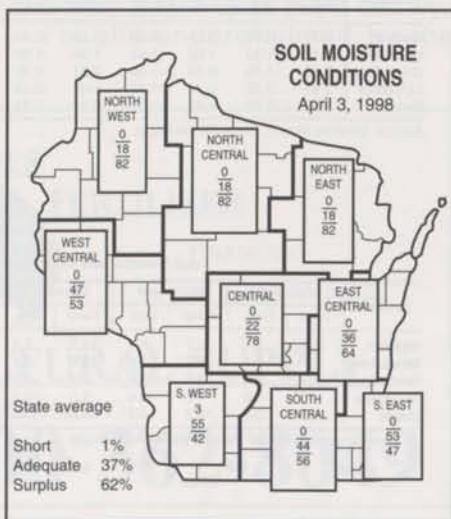 SOIL MOISTURE
CONDITIONS
April 3, 1998
NORTH
WEST
0
18
82
NORTH
CENTRAL
0
18
82
NORTH
EAST
0
18
82
WEST
CENTRAL
0
47
53
CENTRAL
0
22
78
EAST
CENTRAL
0
36
64
S. WEST
3
55
42
SOUTH
CENTRAL
0
44
56
S. EAST
0
53
47
State average
Short 1%
Adequate 37%
Surplus 62%